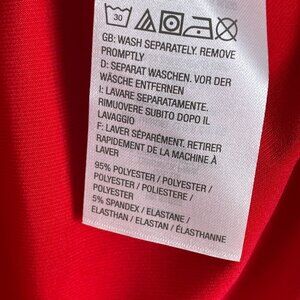 30
GB: WASH SEPARATELY. REMOVE
PROMPTLY
D: SEPARAT WASCHEN. VOR DER
WÄSCHE ENTFERNEN
I: LAVARE SEPARATAMENTE.
RIMUOVERE SUBITO DOPO IL
LAVAGGIO
F: LAVER SÉPARÉMENT. RETIRER
RAPIDEMENT DE LA MACHINE À
LAVER
95% POLYESTER / POLYESTER /
POLYESTER / POLIESTERE /
POLYESTER
5% SPANDEX / ELASTANE /
ELASTHAN / ELASTAN / ÉLASTHANNE